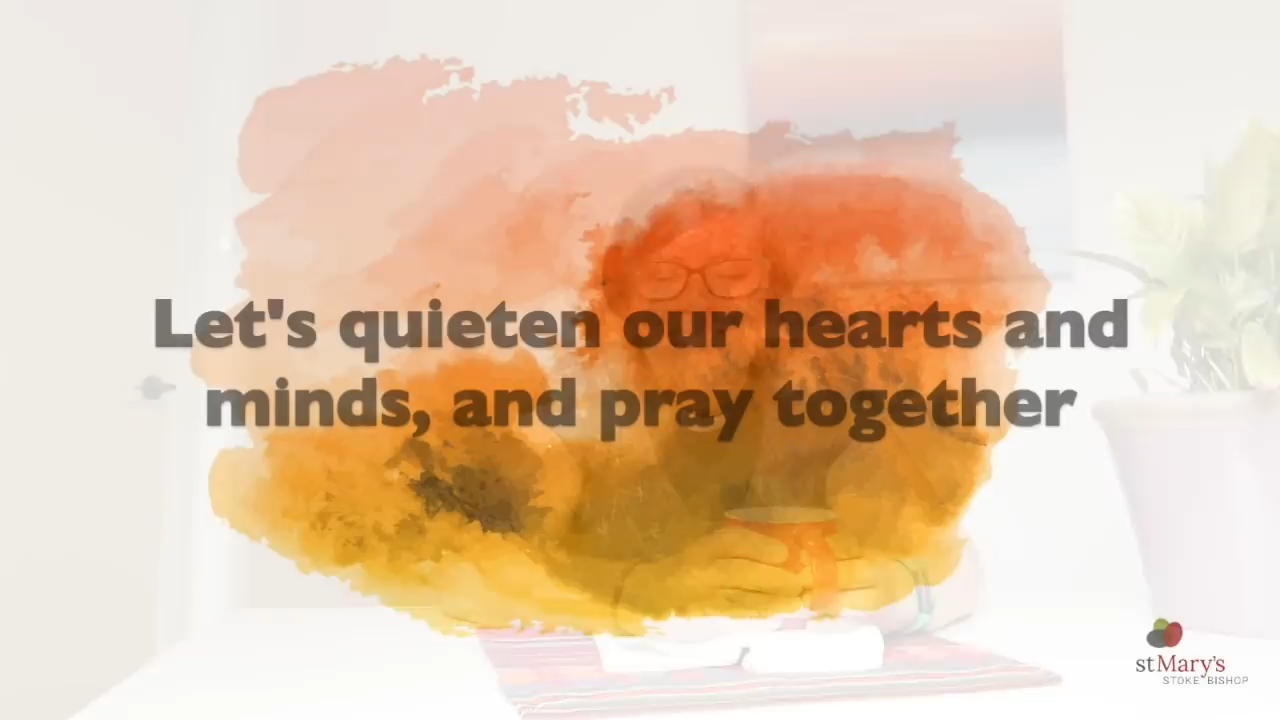 Let's quieten our hearts and
minds, and pray together
stMary's
STOKE BISHOP